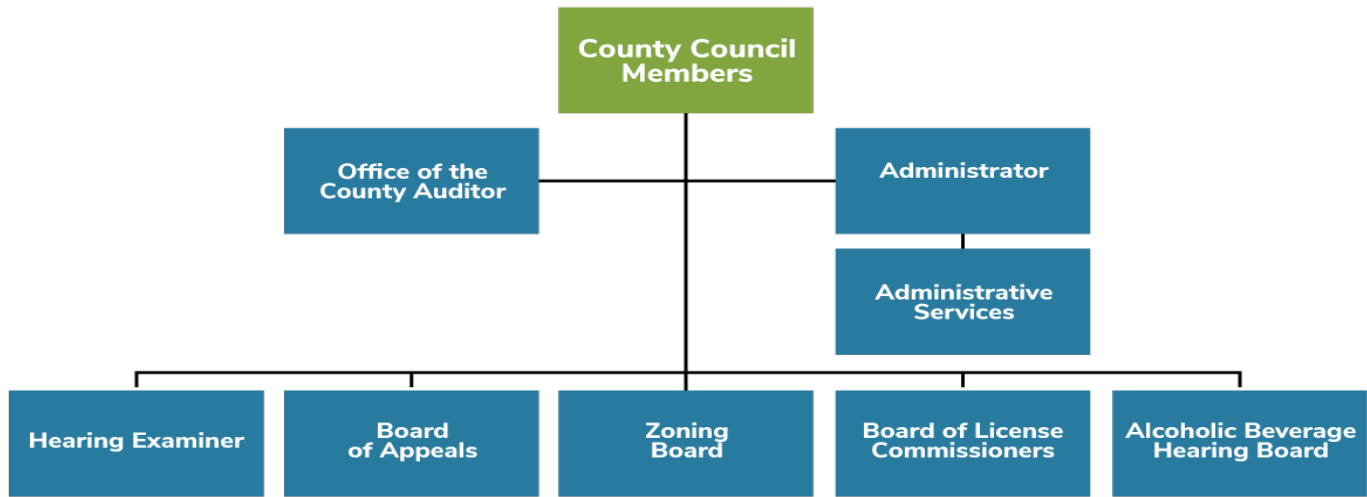 County Council
Members
Office of the
County Auditor
Administrator
Administrative
Services
Hearing Examiner
Board
of Appeals
Zoning
Board
Board of License
Commissioners
Alcoholic Beverage
Hearing Board